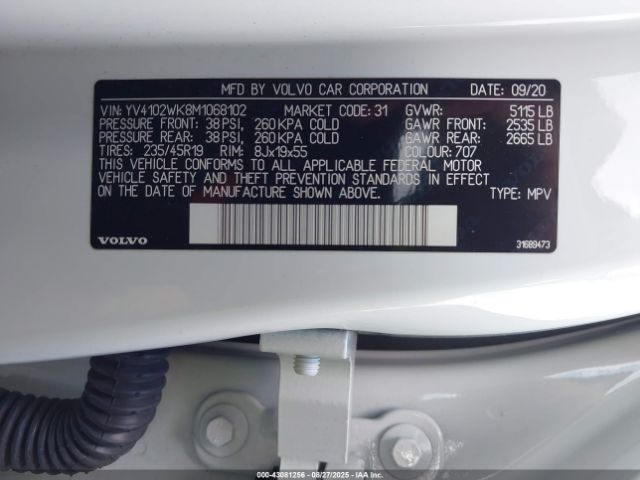 MFD BY VOLVO CAR CORPORATION DATE: 09/20
VIN: YV4102WK8M1068102 MARKET CODE: 31 GVWR: 5115 LB
PRESSURE FRONT: 38 PSI, 260 KPA COLD GAWR FRONT: 2535 LB
PRESSURE REAR: 38 PSI, 260 KPA COLD GAWR REAR: 2665 LB
TIRES: 235/45R19 RIM: 8Jx19x55 COLOUR: 707
THIS VEHICLE CONFORMS TO ALL APPLICABLE FEDERAL MOTOR
VEHICLE SAFETY AND THEFT PREVENTION STANDARDS IN EFFECT
ON DATE OF MANUFACTURE SHOWN ABOVE. TYPE: MPV
VOLVO 31689473
000-43081256 - 08/27/2025 - IAAI.COM